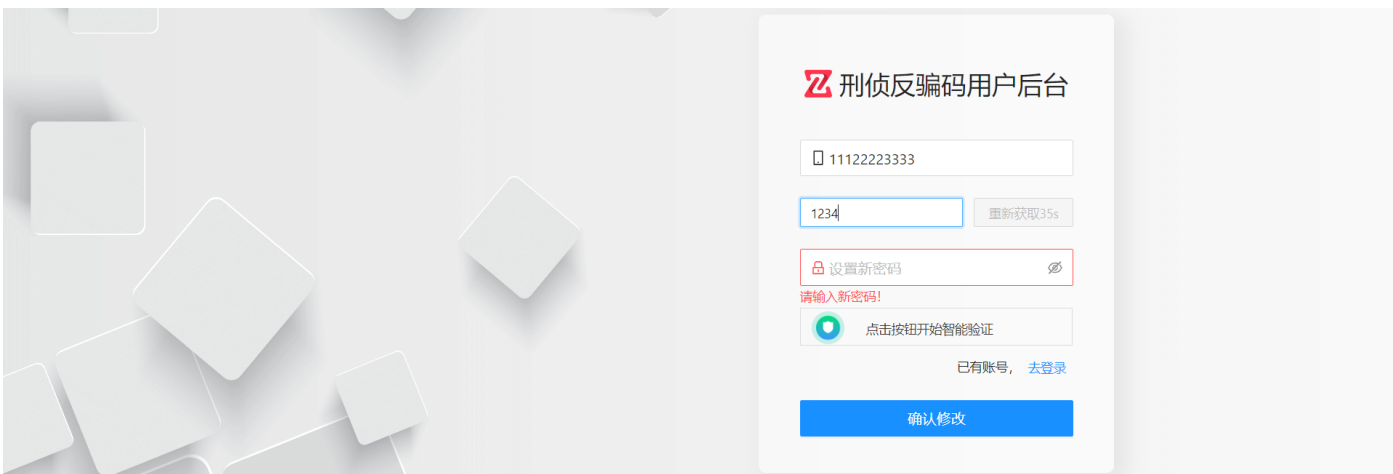 刑侦反骗码用户后台
11122223333
1234 重新获取35s
设置新密码
请输入新密码!
点击按钮开始智能验证
已有账号， 去登录
确认修改